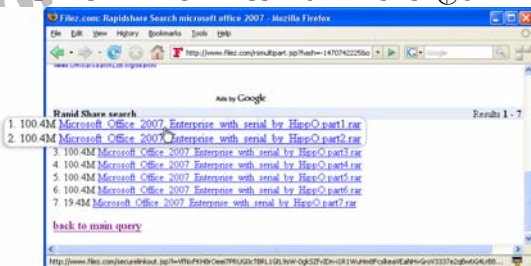 Filez.com: Rapidshare Search microsoft office 2007 - Mozilla Firefox
File Edit View History Bookmarks Tools Help
Ads by Google
Rapid Share search Results 1 - 7
1. 100.4M Microsoft Office 2007 Enterprise with serial by HippO.part1.rar
2. 100.4M Microsoft Office 2007 Enterprise with serial by HippO.part2.rar
3. 100.4M Microsoft Office 2007 Enterprise with serial by HippO.part3.rar
4. 100.4M Microsoft Office 2007 Enterprise with serial by HippO.part4.rar
5. 100.4M Microsoft Office 2007 Enterprise with serial by HippO.part5.rar
6. 100.4M Microsoft Office 2007 Enterprise with serial by HippO.part6.rar
7. 19.4M Microsoft Office 2007 Enterprise with serial by HippO.part7.rar
back to main query